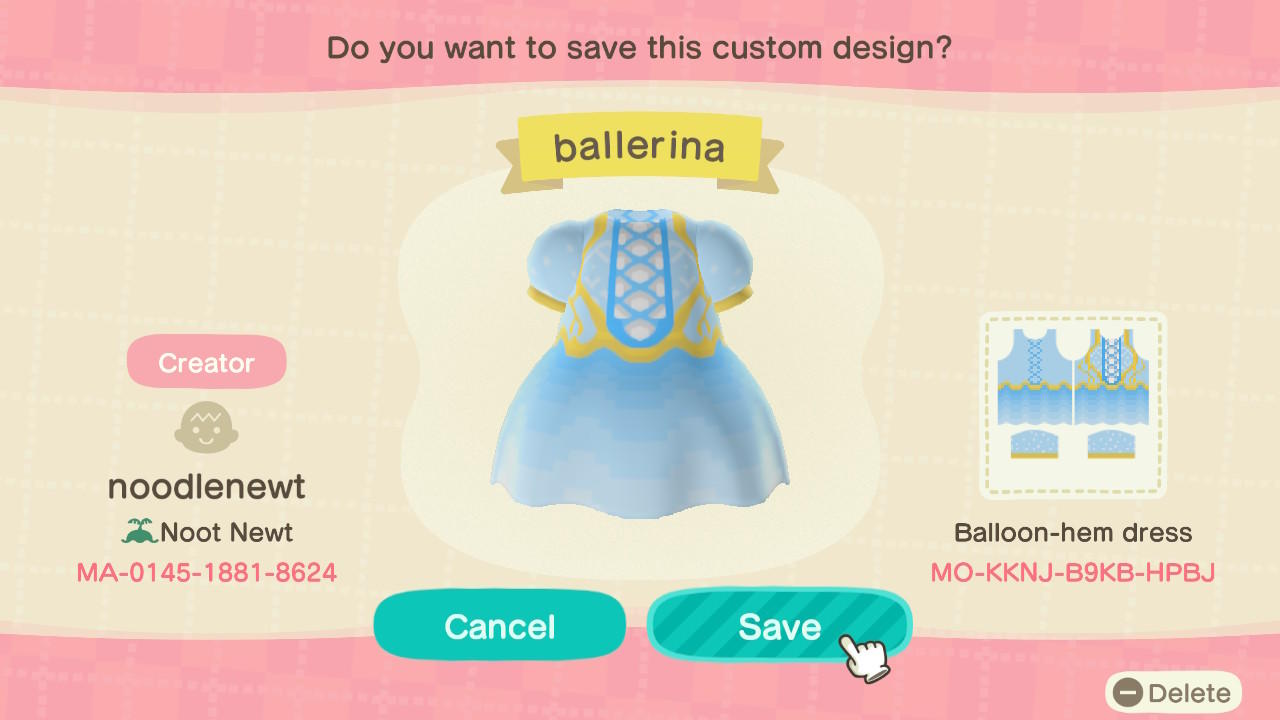 Do you want to save this custom design?
ballerina
Creator
noodlenewt
Noot Newt
MA-0145-1881-8624
Balloon-hem dress
MO-KKNJ-B9KB-HPBJ
Cancel
Save
Delete